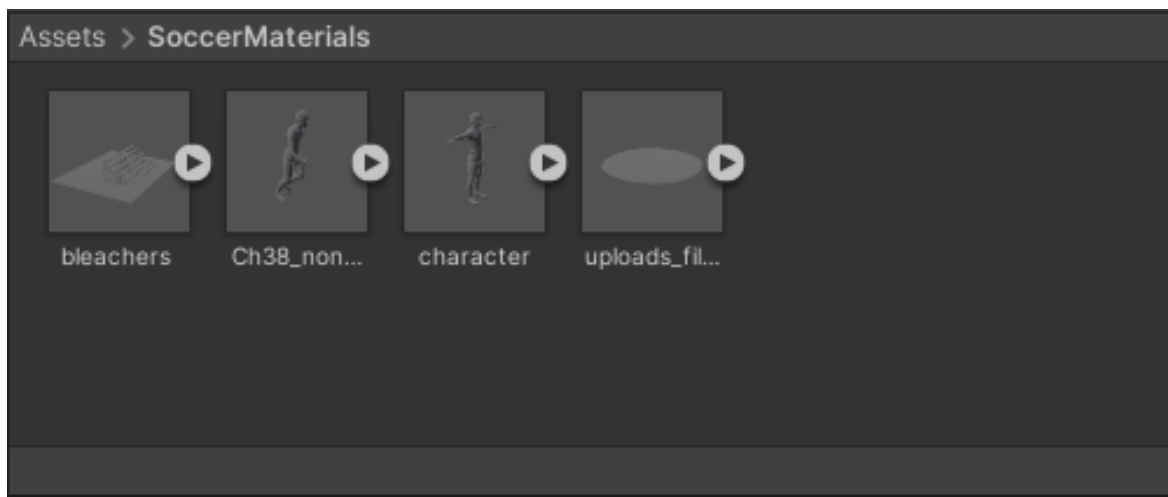 Assets > SoccerMaterials
bleachers
Ch38_non...
character
uploads_fil...